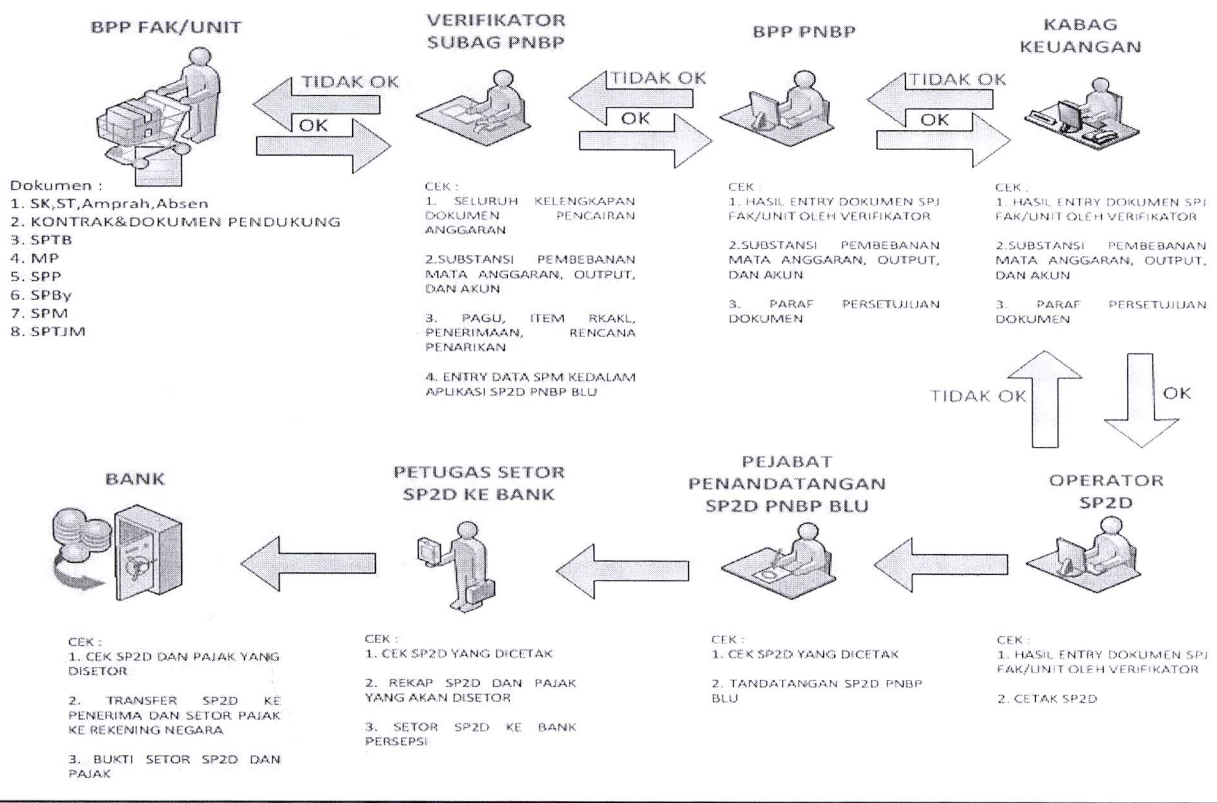 BPP FAK/UNIT
VERIFIKATOR
SUBAG PNBP
BPP PNBP
KABAG
KEUANGAN
TIDAK OK
OK
TIDAK OK
OK
TIDAK OK
OK
Dokumen :
1. SK,ST,Amprah,Absen
2. KONTRAK&DOKUMEN PENDUKUNG
3. SPTB
4. MP
5. SPP
6. SPBy
7. SPM
8. SPTJM
CEK :
1. SELURUH KELENGKAPAN
DOKUMEN PENCAIRAN
ANGGARAN
2.SUBSTANSI PEMBEBANAN
MATA ANGGARAN, OUTPUT,
DAN AKUN
3. PAGU, ITEM RKAKL,
PENERIMAAN, RENCANA
PENARIKAN
4. ENTRY DATA SPM KEDALAM
APLIKASI SP2D PNBP BLU
CEK :
1. HASIL ENTRY DOKUMEN SPJ
FAK/UNIT OLEH VERIFIKATOR
2.SUBSTANSI PEMBEBANAN
MATA ANGGARAN, OUTPUT,
DAN AKUN
3. PARAF PERSETUJUAN
DOKUMEN
CEK :
1. HASIL ENTRY DOKUMEN SPJ
FAK/UNIT OLEH VERIFIKATOR
2.SUBSTANSI PEMBEBANAN
MATA ANGGARAN, OUTPUT,
DAN AKUN
3. PARAF PERSETUJUAN
DOKUMEN
TIDAK OK
OK
BANK
PETUGAS SETOR
SP2D KE BANK
PEJABAT
PENANDATANGAN
SP2D PNBP BLU
OPERATOR
SP2D
CEK :
1. CEK SP2D DAN PAJAK YANG
DISETOR
2. TRANSFER SP2D KE
PENERIMA DAN SETOR PAJAK
KE REKENING NEGARA
3. BUKTI SETOR SP2D DAN
PAJAK
CEK :
1. CEK SP2D YANG DICETAK
2. REKAP SP2D DAN PAJAK
YANG AKAN DISETOR
3. SETOR SP2D KE BANK
PERSEPSI
CEK :
1. CEK SP2D YANG DICETAK
2. TANDATANGAN SP2D PNBP
BLU
CEK :
1. HASIL ENTRY DOKUMEN SPJ
FAK/UNIT OLEH VERIFIKATOR
2. CETAK SP2D